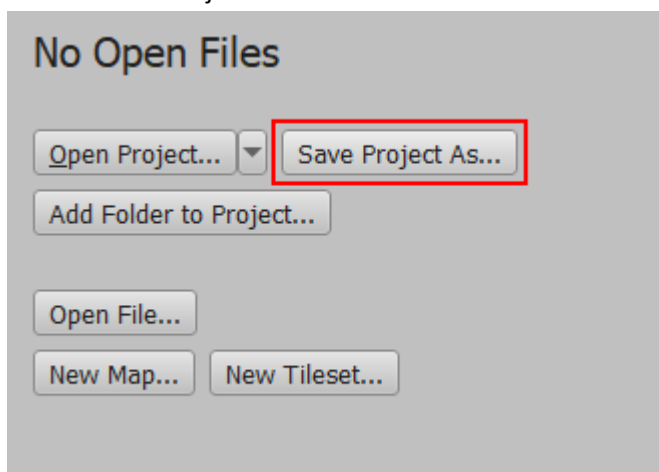 No Open Files
Open Project... Save Project As...
Add Folder to Project...
Open File...
New Map... New Tileset...